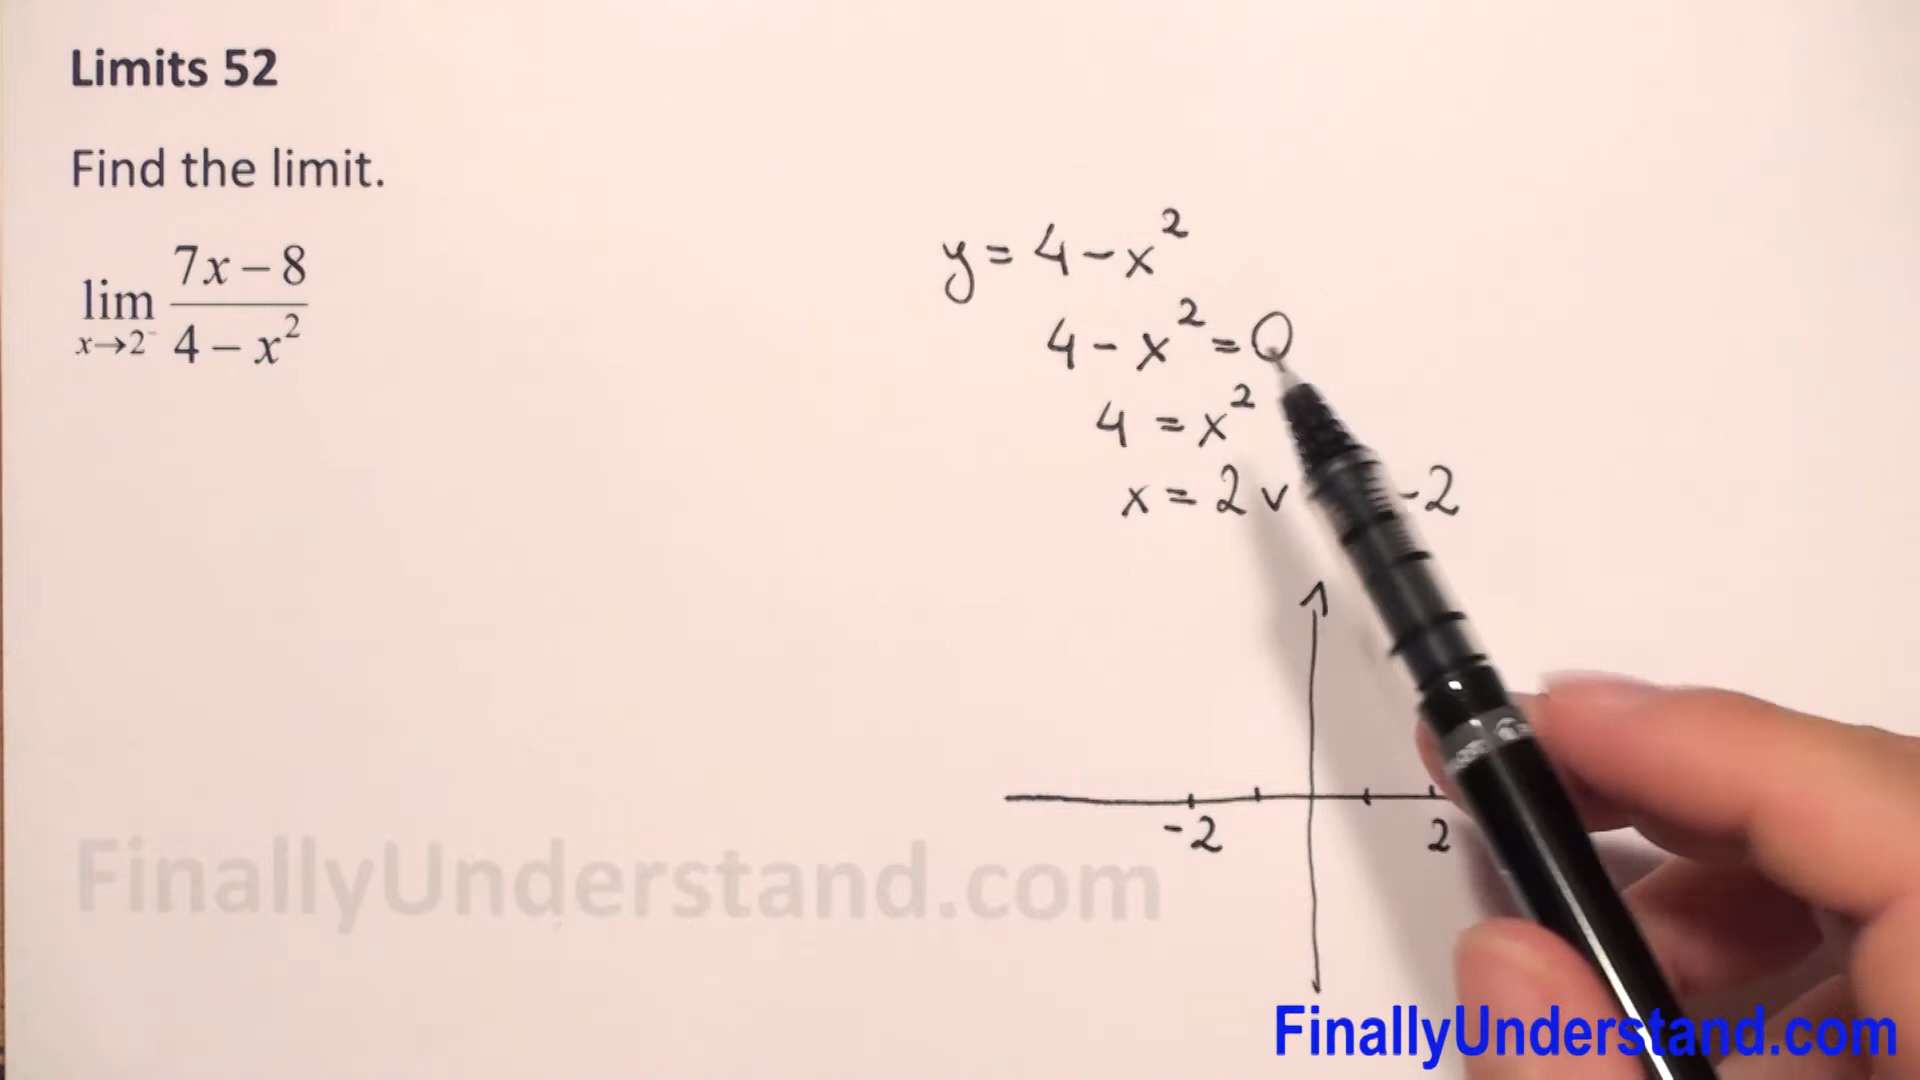 Limits 52
Find the limit.
lim x→2⁻ (7x − 8)/(4 − x²)
y = 4 − x²
4 − x² = 0
4 = x²
x = 2 v -2
-2 2
FinallyUnderstand.com
FinallyUnderstand.com